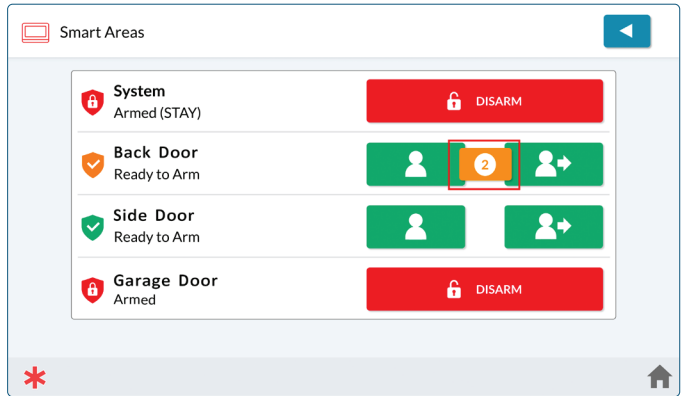 Smart Areas
System
Armed (STAY)
DISARM
Back Door
Ready to Arm
2
Side Door
Ready to Arm
Garage Door
Armed
DISARM